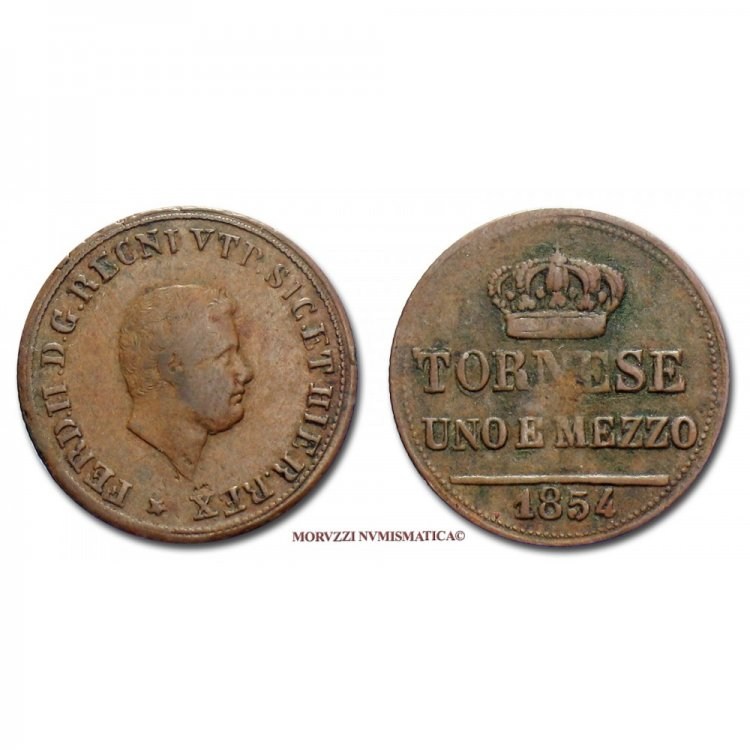 FERD.II.D.G.REGNI VTR.SIC.ET HIER.REX
TORNESE
UNO E MEZZO
1854
MORVZZI NVMISMATICA©